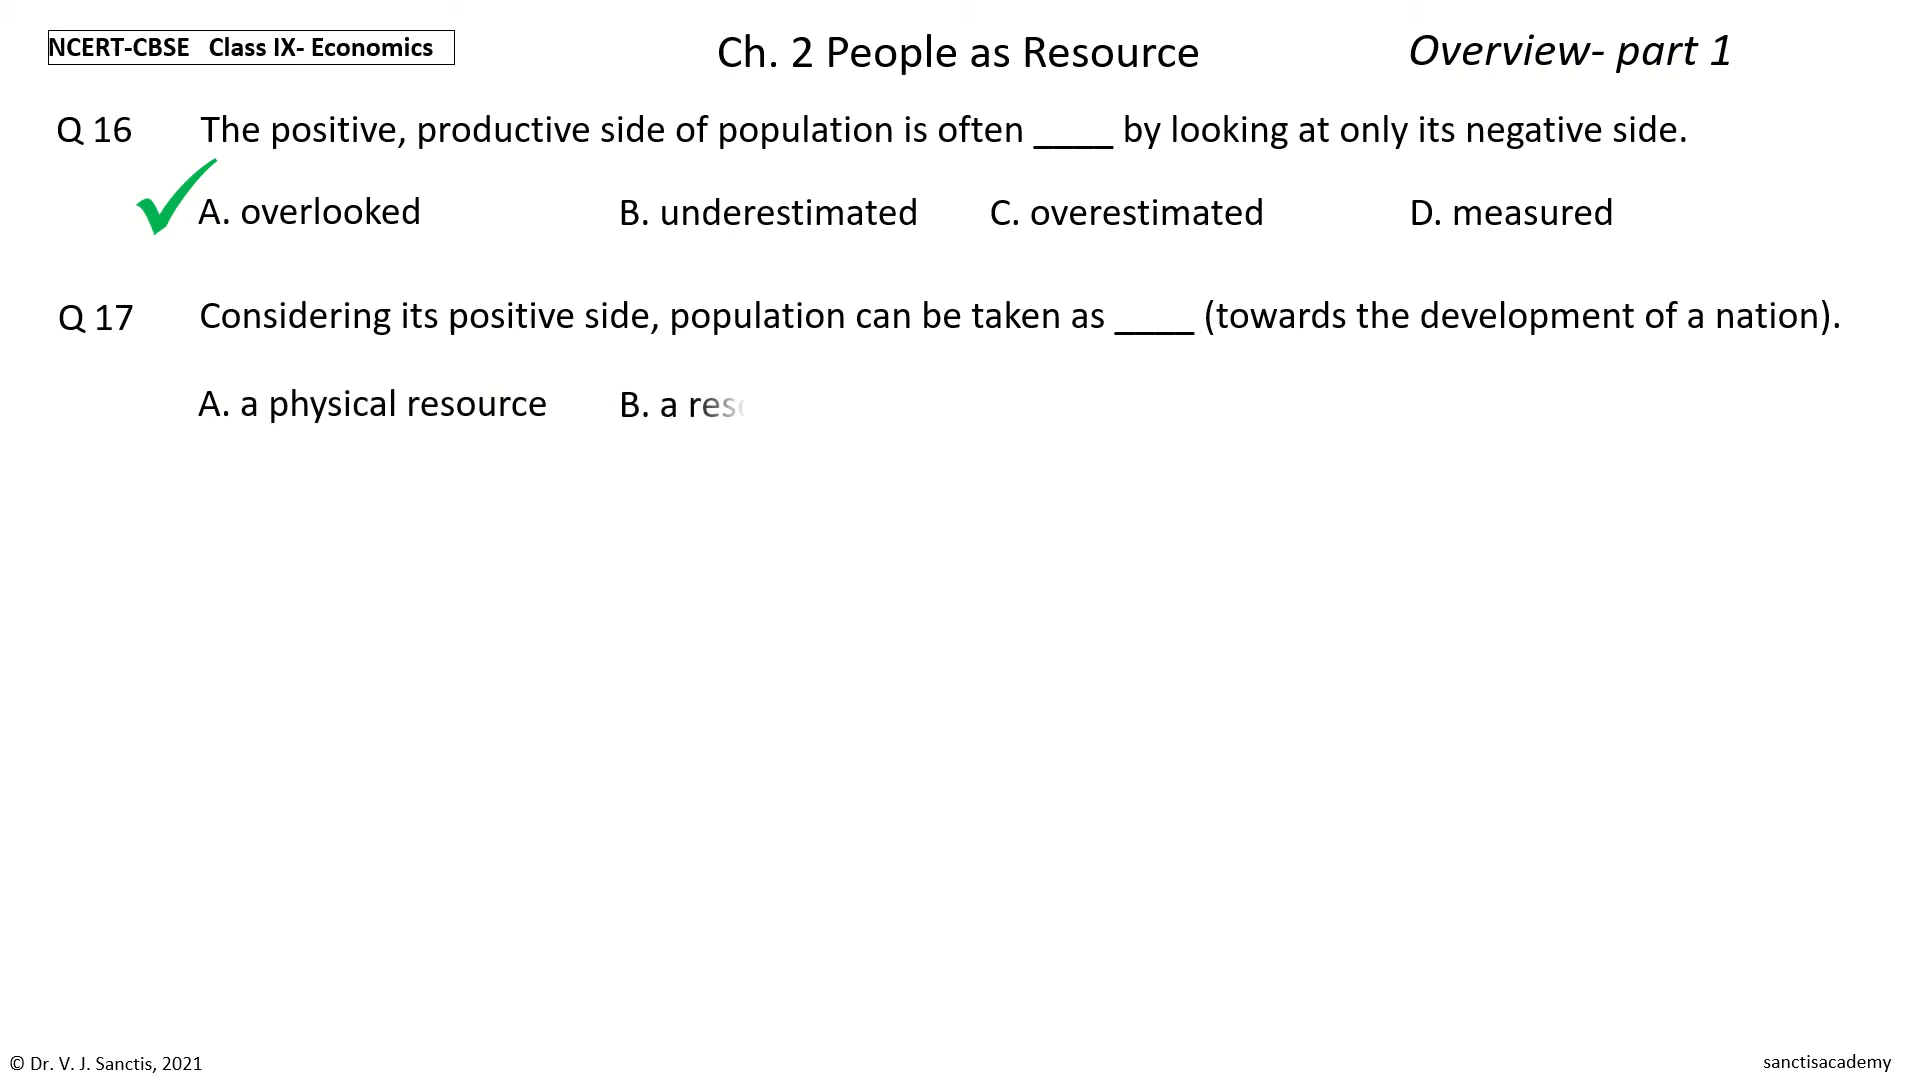 NCERT-CBSE Class IX- Economics
Ch. 2 People as Resource
Overview- part 1
Q 16 The positive, productive side of population is often ____ by looking at only its negative side.
A. overlooked B. underestimated C. overestimated D. measured
Q 17 Considering its positive side, population can be taken as ____ (towards the development of a nation).
A. a physical resource B. a
© Dr. V. J. Sanctis, 2021
sanctisacademy